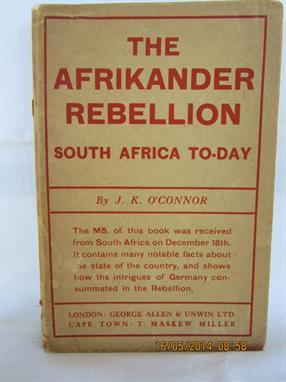 THE
AFRIKANDER
REBELLION
SOUTH AFRICA TO-DAY
By J. K. O'CONNOR
The MS. of this book was received
from South Africa on December 18th.
It contains many notable facts about
the state of the country, and shows
how the intrigues of Germany con-
summated in the Rebellion.
LONDON: GEORGE ALLEN & UNWIN LTD.
CAPE TOWN: T. MASKEW MILLER
16/05/2014 08:58